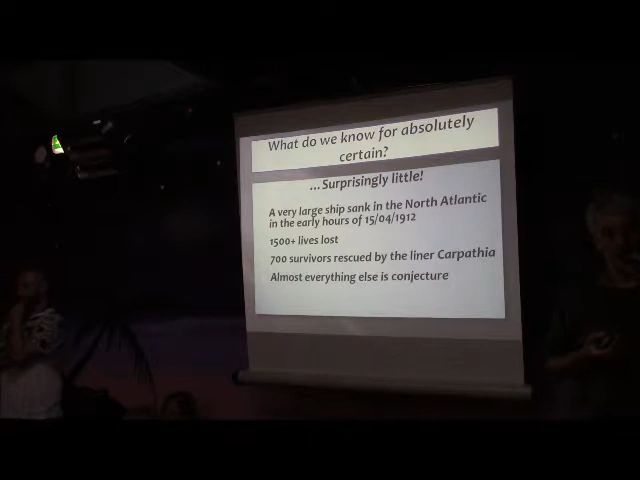 What do we know for absolutely
certain?
...Surprisingly little!
A very large ship sank in the North Atlantic
in the early hours of 15/04/1912
1500+ lives lost
700 survivors rescued by the liner Carpathia
Almost everything else is conjecture